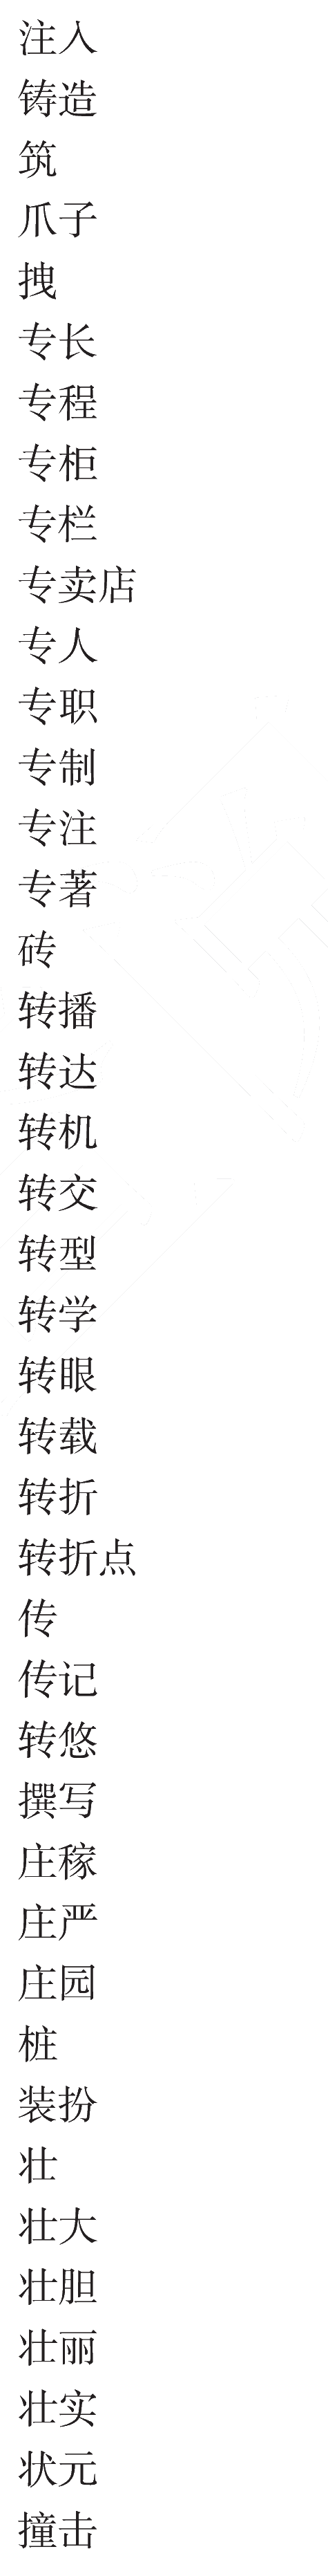 注入
铸造
筑
爪子
拽
专长
专程
专柜
专栏
专卖店
专人
专职
专制
专注
专著
砖
转播
转达
转机
转交
转型
转学
转眼
转载
转折
转折点
传
传记
转悠
撰写
庄稼
庄严
庄园
桩
装扮
壮
壮大
壮胆
壮丽
壮实
状元
撞击